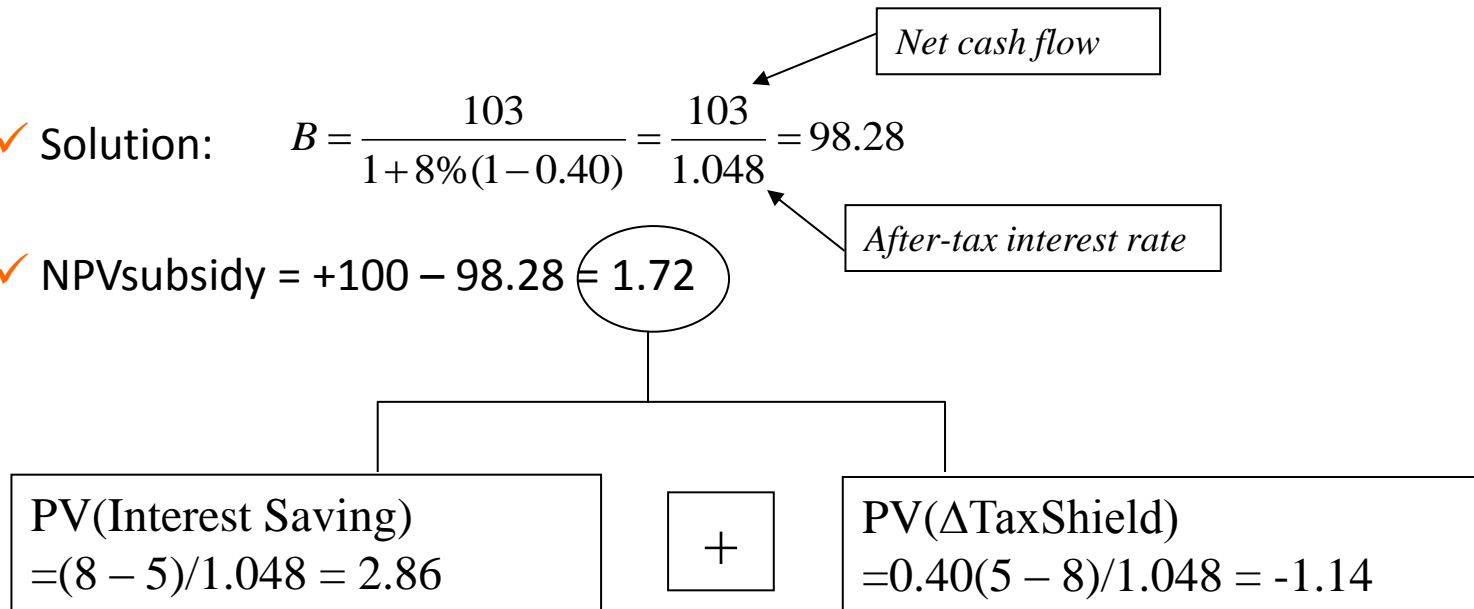 Net cash flow
✓ Solution: B = 103 / (1+8%(1−0.40)) = 103 / 1.048 = 98.28
After-tax interest rate
✓ NPVsubsidy = +100 – 98.28 = 1.72
PV(Interest Saving)
=(8 – 5)/1.048 = 2.86
+
PV(∆TaxShield)
=0.40(5 – 8)/1.048 = -1.14